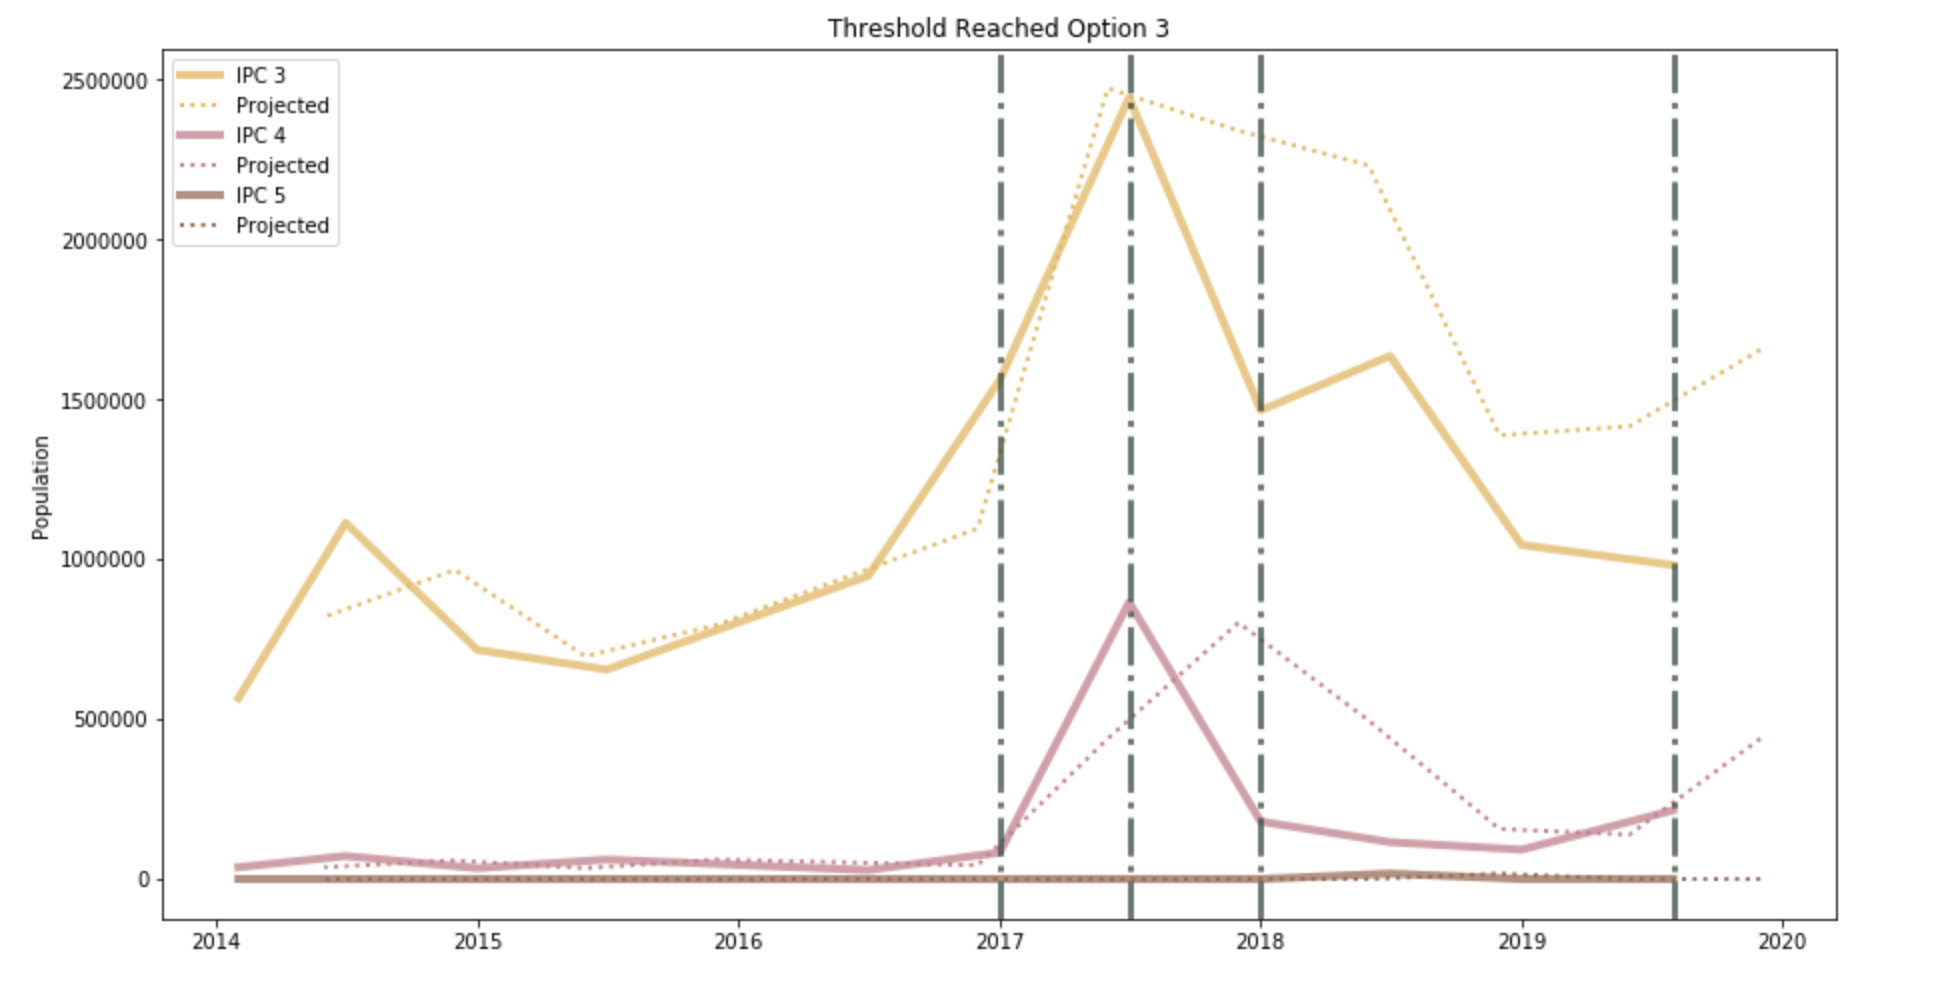 Threshold Reached Option 3
IPC 3
Projected
IPC 4
Projected
IPC 5
Projected
2500000
2000000
1500000
1000000
500000
0
Population
2014 2015 2016 2017 2018 2019 2020